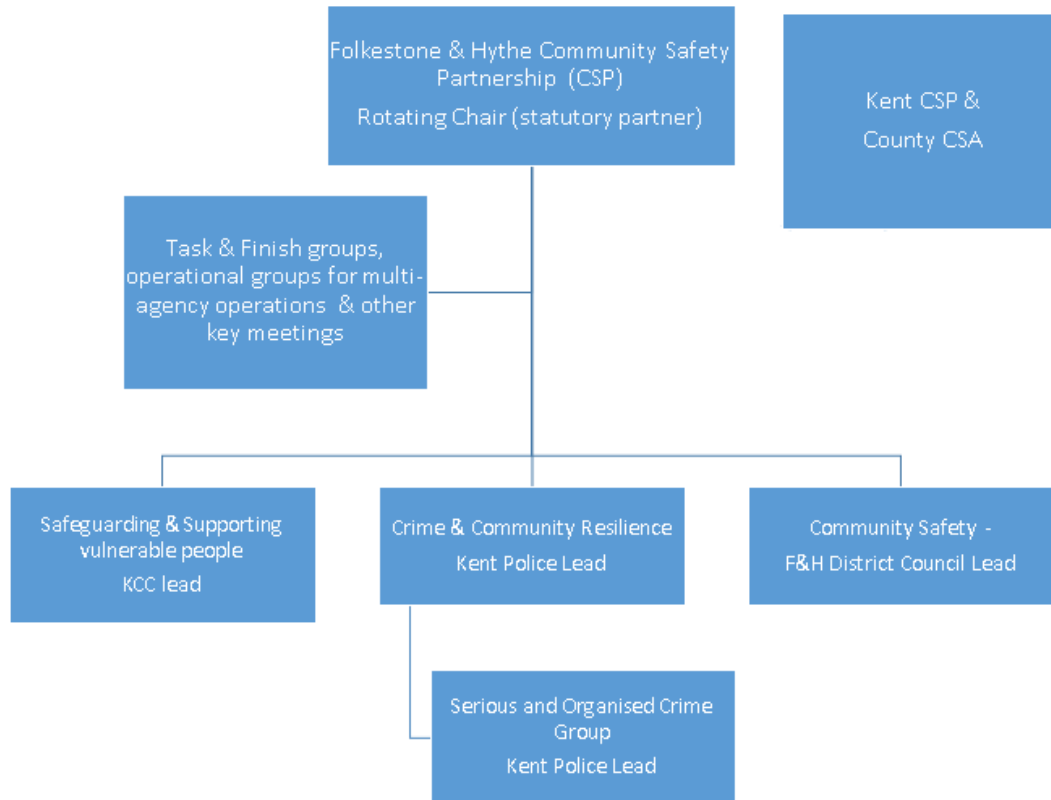 Folkestone & Hythe Community Safety
Partnership (CSP)
Rotating Chair (statutory partner)
Kent CSP &
County CSA
Task & Finish groups,
operational groups for multi-
agency operations & other
key meetings
Safeguarding & Supporting
vulnerable people
KCC lead
Crime & Community Resilience
Kent Police Lead
Community Safety -
F&H District Council Lead
Serious and Organised Crime
Group
Kent Police Lead